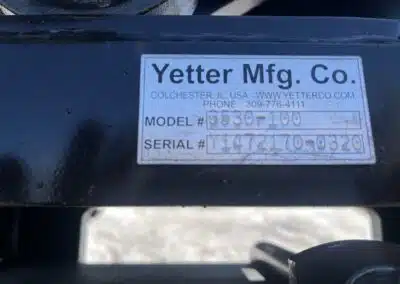 Yetter Mfg. Co.
COLCHESTER, IL, USA WWW.YETTERCO.COM
PHONE 309-776-4111
MODEL #
SERIAL #